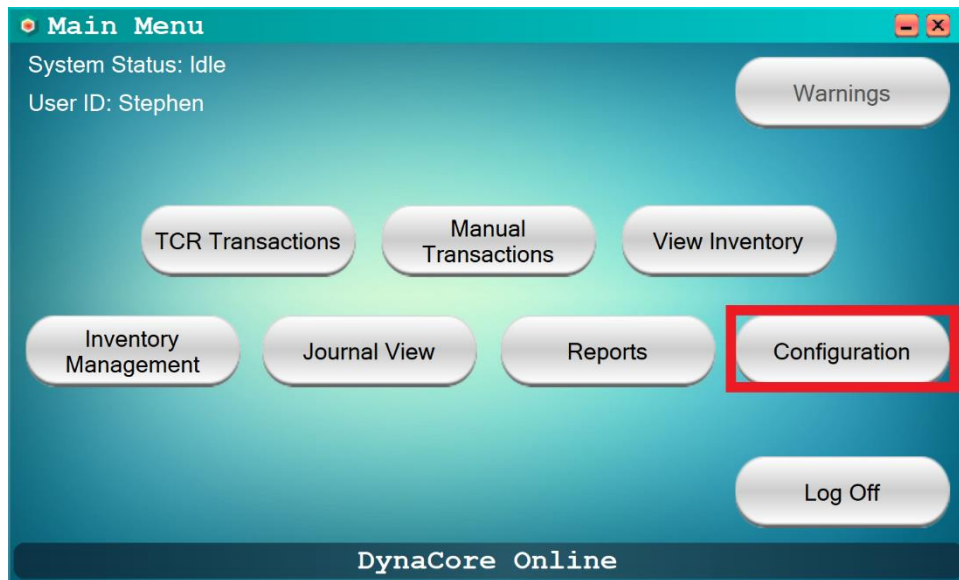 Main Menu
System Status: Idle
User ID: Stephen
Warnings
TCR Transactions
Manual
Transactions
View Inventory
Inventory
Management
Journal View
Reports
Configuration
Log Off
DynaCore Online